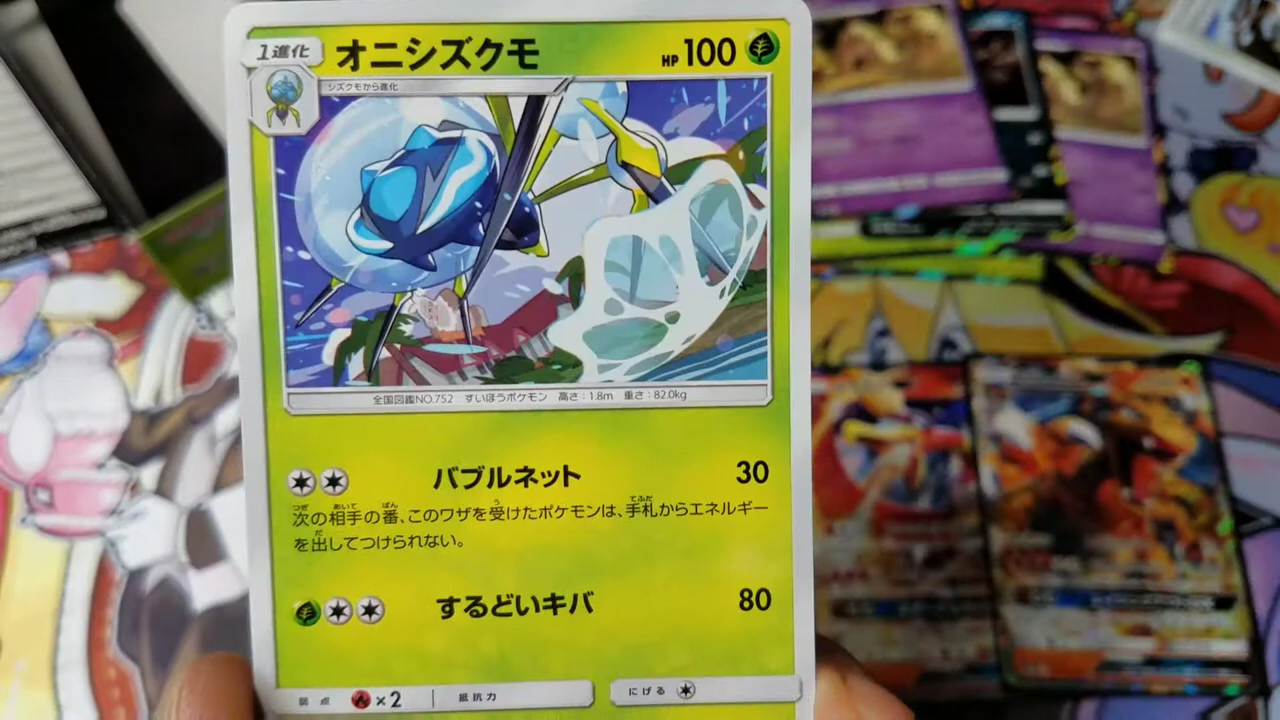 1進化 オニシズクモ HP 100
シズクモから進化
全国図鑑NO.752 すいほうポケモン 高さ:1.8m 重さ:82.0kg
バブルネット 30
次の相手の番、このワザを受けたポケモンは、手札からエネルギー
を出してつけられない。
するどいキバ 80
弱点 ×2 抵抗力 にげる